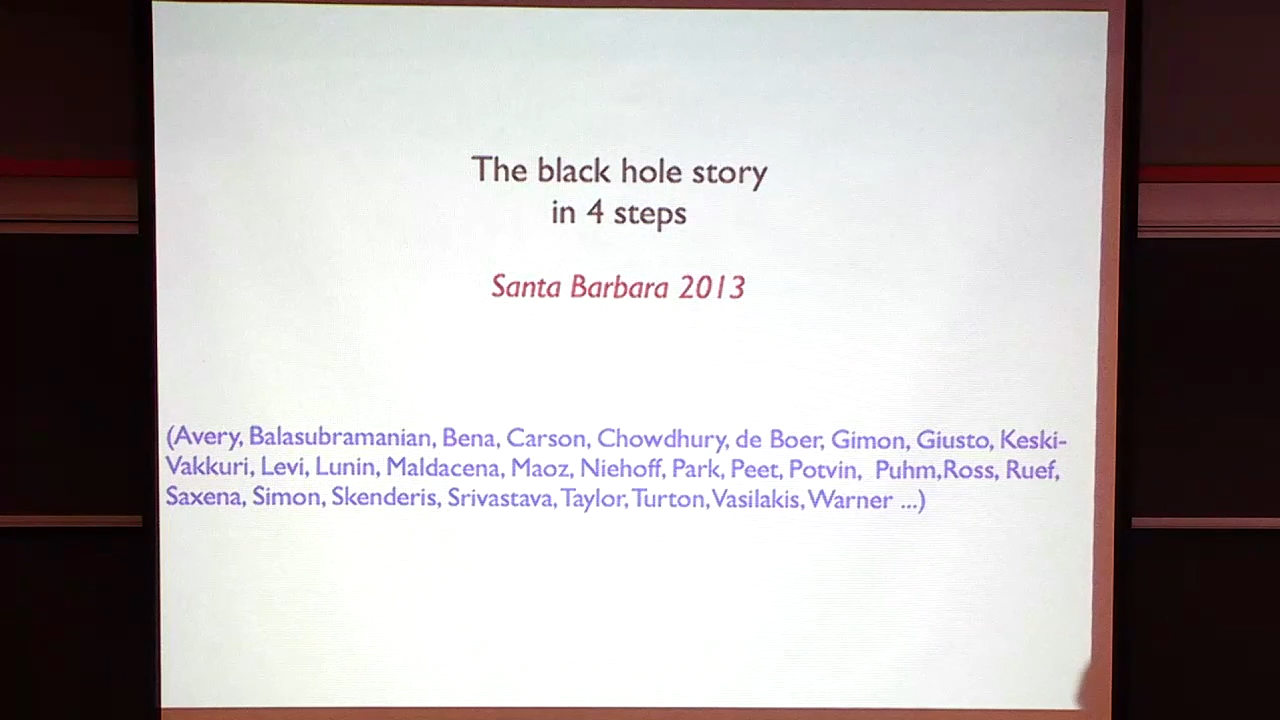 The black hole story
in 4 steps
Santa Barbara 2013
(Avery, Balasubramanian, Bena, Carson, Chowdhury, de Boer, Gimon, Giusto, Keski-
Vakkuri, Levi, Lunin, Maldacena, Maoz, Niehoff, Park, Peet, Potvin, Puhm,Ross, Ruef,
Saxena, Simon, Skenderis, Srivastava, Taylor, Turton, Vasilakis, Warner ...)